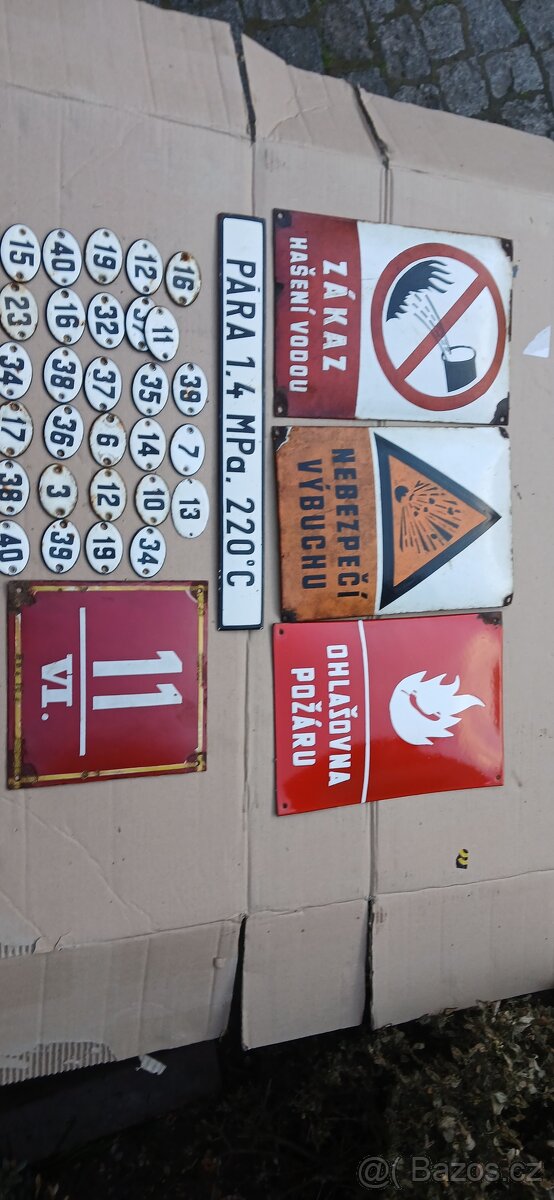 ZÁKAZ
HAŠENÍ VODOU
NEBEZPEČÍ
VÝBUCHU
OHLAŠOVNA
POŽÁRU
PÁRA 1,4 MPa, 220°C
16 7 13
12 37 11 35 14 10 34
19 32 37 6 12 19
40 16 38 36 3 39
15 23 34 17 38 40
11
VI.
@ Bazos.cz